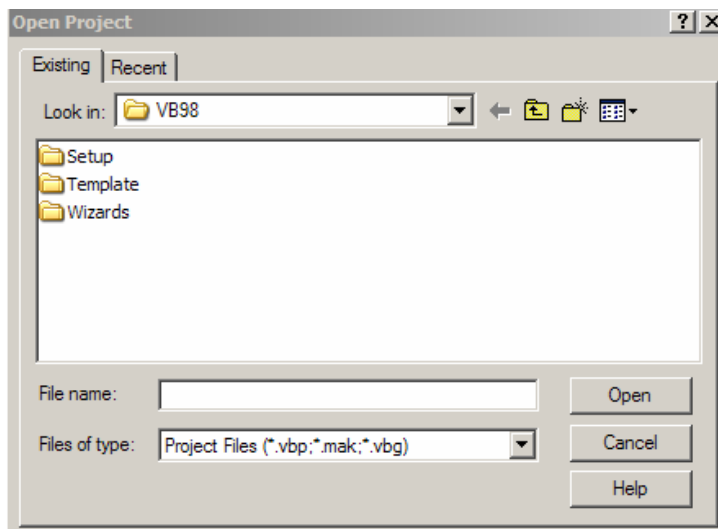 Open Project
Existing Recent
Look in: VB98
Setup
Template
Wizards
File name: Open
Files of type: Project Files (*.vbp;*.mak;*.vbg) Cancel
Help